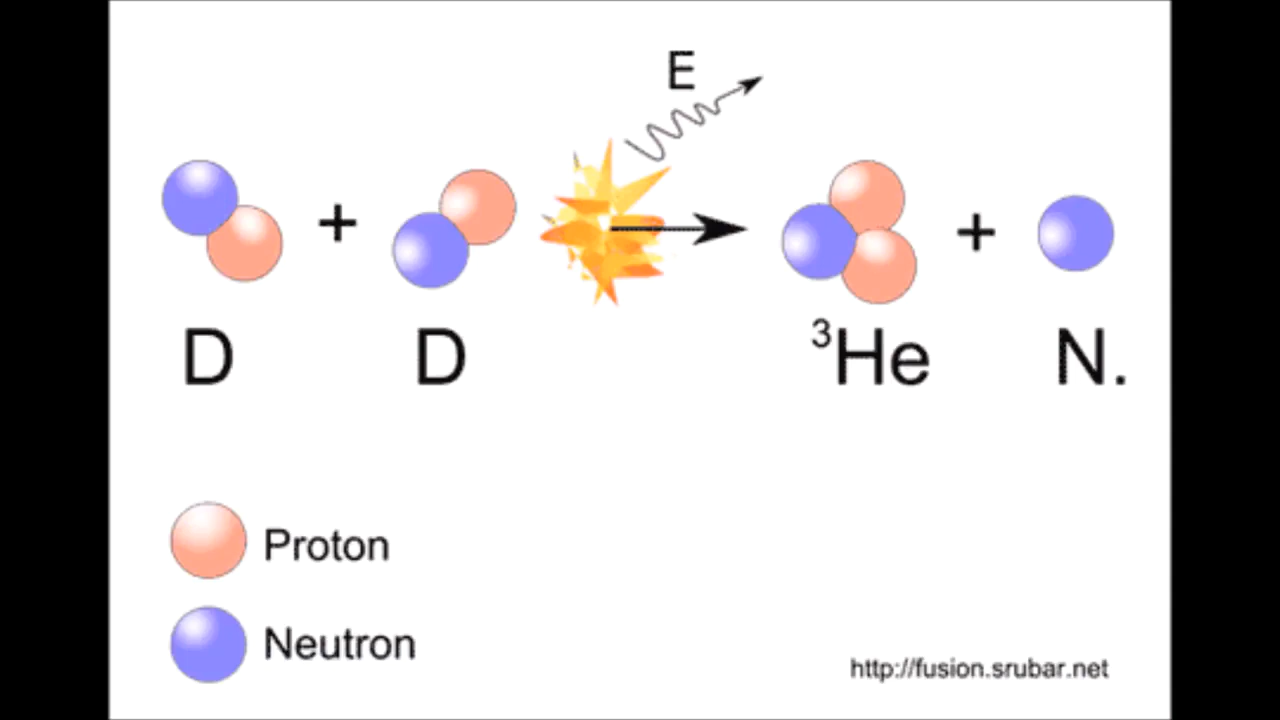 E
D + D ³He + N.
Proton
Neutron
http://fusion.srubar.net